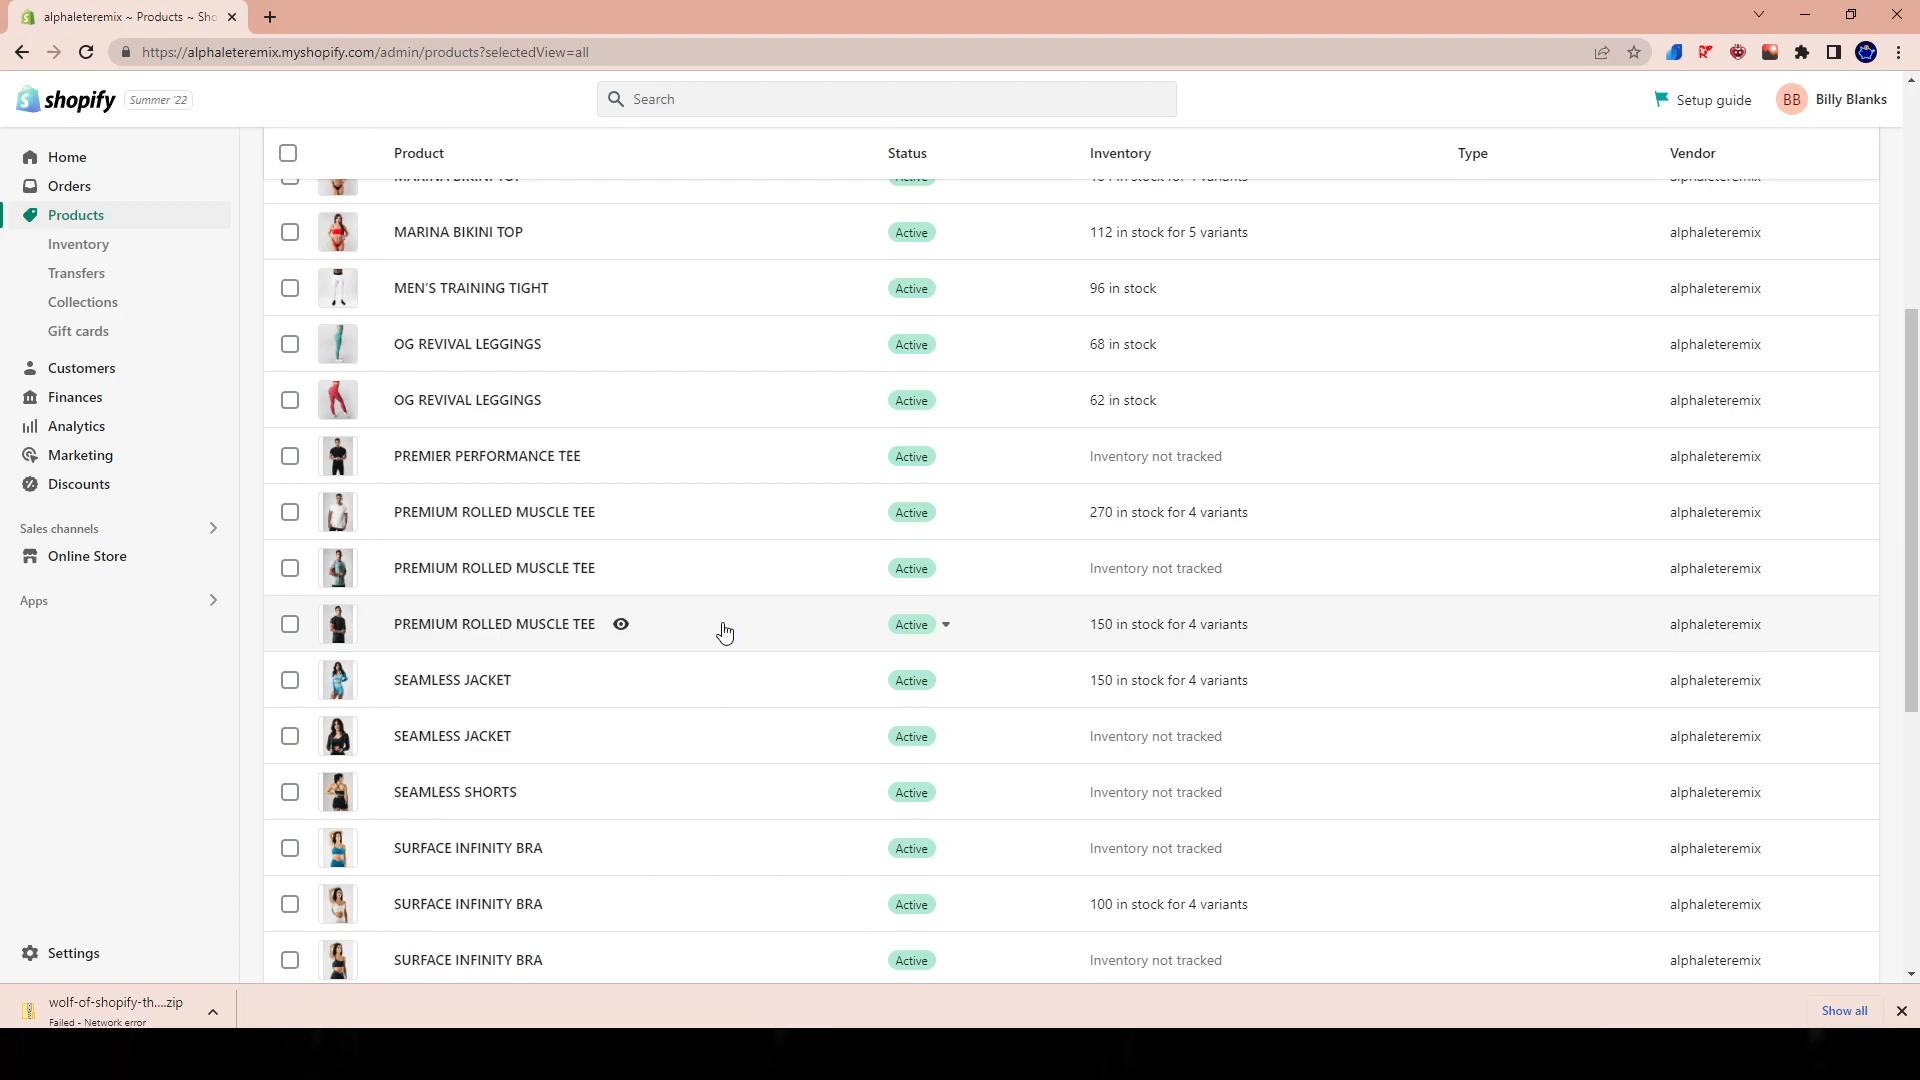 alphaleteremix ~ Products ~ Sho
https://alphaleteremix.myshopify.com/admin/products?selectedView=all
shopify Summer '22 Search Setup guide BB Billy Blanks
Home
Orders
Products
Inventory
Transfers
Collections
Gift cards
Customers
Finances
Analytics
Marketing
Discounts
Sales channels
Online Store
Apps
Settings
Product Status Inventory Type Vendor
MARINA BIKINI TOP Active alphaleteremix
MARINA BIKINI TOP Active 112 in stock for 5 variants alphaleteremix
MEN'S TRAINING TIGHT Active 96 in stock alphaleteremix
OG REVIVAL LEGGINGS Active 68 in stock alphaleteremix
OG REVIVAL LEGGINGS Active 62 in stock alphaleteremix
PREMIER PERFORMANCE TEE Active Inventory not tracked alphaleteremix
PREMIUM ROLLED MUSCLE TEE Active 270 in stock for 4 variants alphaleteremix
PREMIUM ROLLED MUSCLE TEE Active Inventory not tracked alphaleteremix
PREMIUM ROLLED MUSCLE TEE Active 150 in stock for 4 variants alphaleteremix
SEAMLESS JACKET Active 150 in stock for 4 variants alphaleteremix
SEAMLESS JACKET Active Inventory not tracked alphaleteremix
SEAMLESS SHORTS Active Inventory not tracked alphaleteremix
SURFACE INFINITY BRA Active Inventory not tracked alphaleteremix
SURFACE INFINITY BRA Active 100 in stock for 4 variants alphaleteremix
SURFACE INFINITY BRA Active Inventory not tracked alphaleteremix
wolf-of-shopify-th....zip
Failed - Network error
Show all